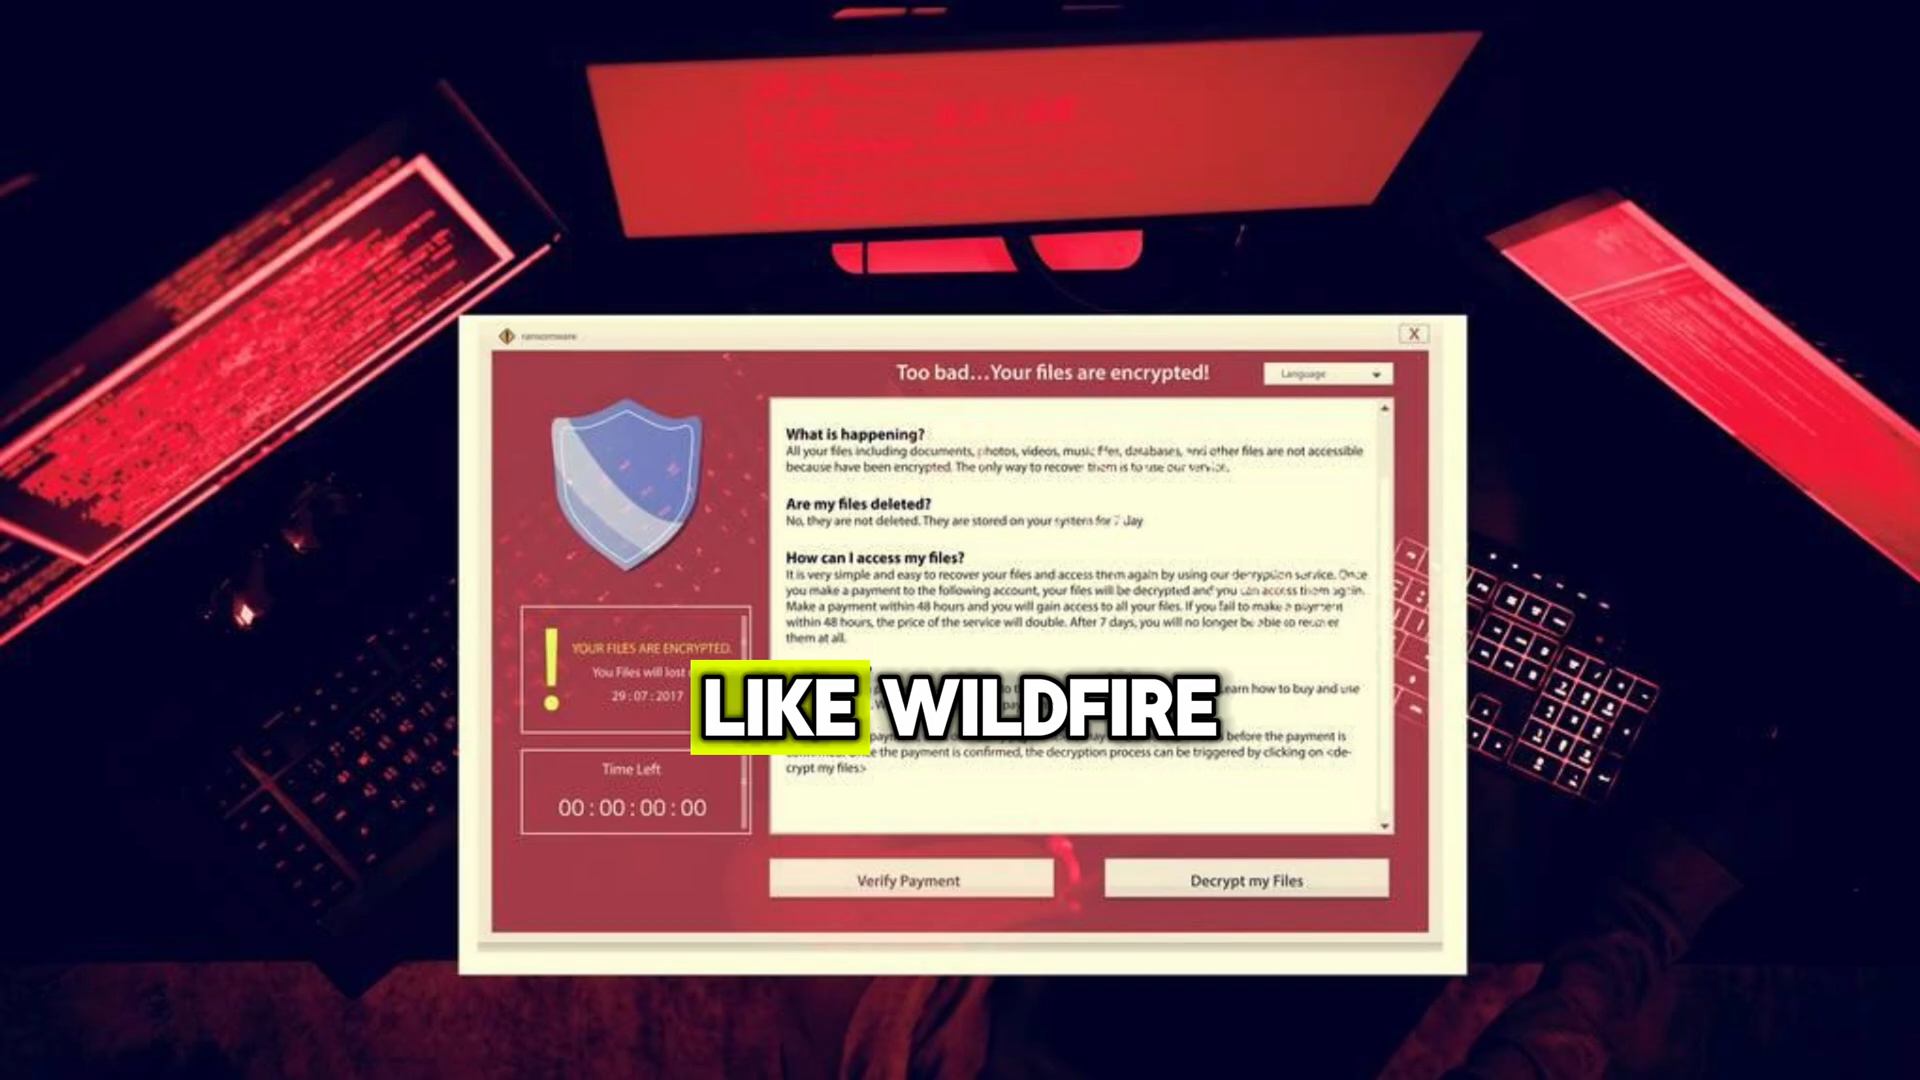 ransomware
X
Too bad...Your files are encrypted!
Language
What is happening?
All your files including documents, photos, videos, music files, databases, and other files are not accessible
because have been encrypted. The only way to recover them is to use our service.
Are my files deleted?
No, they are not deleted. They are stored on your system for 7 day
How can I access my files?
It is very simple and easy to recover your files and access them again by using our decryption service. Once
you make a payment to the following account, your files will be decrypted and you can access them again.
Make a payment within 48 hours and you will gain access to all your files. If you fail to make a payment
within 48 hours, the price of the service will double. After 7 days, you will no longer be able to recover
them at all.
YOUR FILES ARE ENCRYPTED.
You Files will lost
29 : 07 : 2017
LIKE WILDFIRE
how to buy and use
before the payment is
the payment is confirmed, the decryption process can be triggered by clicking on <de-
crypt my files>
Time Left
00 : 00 : 00 : 00
Verify Payment
Decrypt my Files